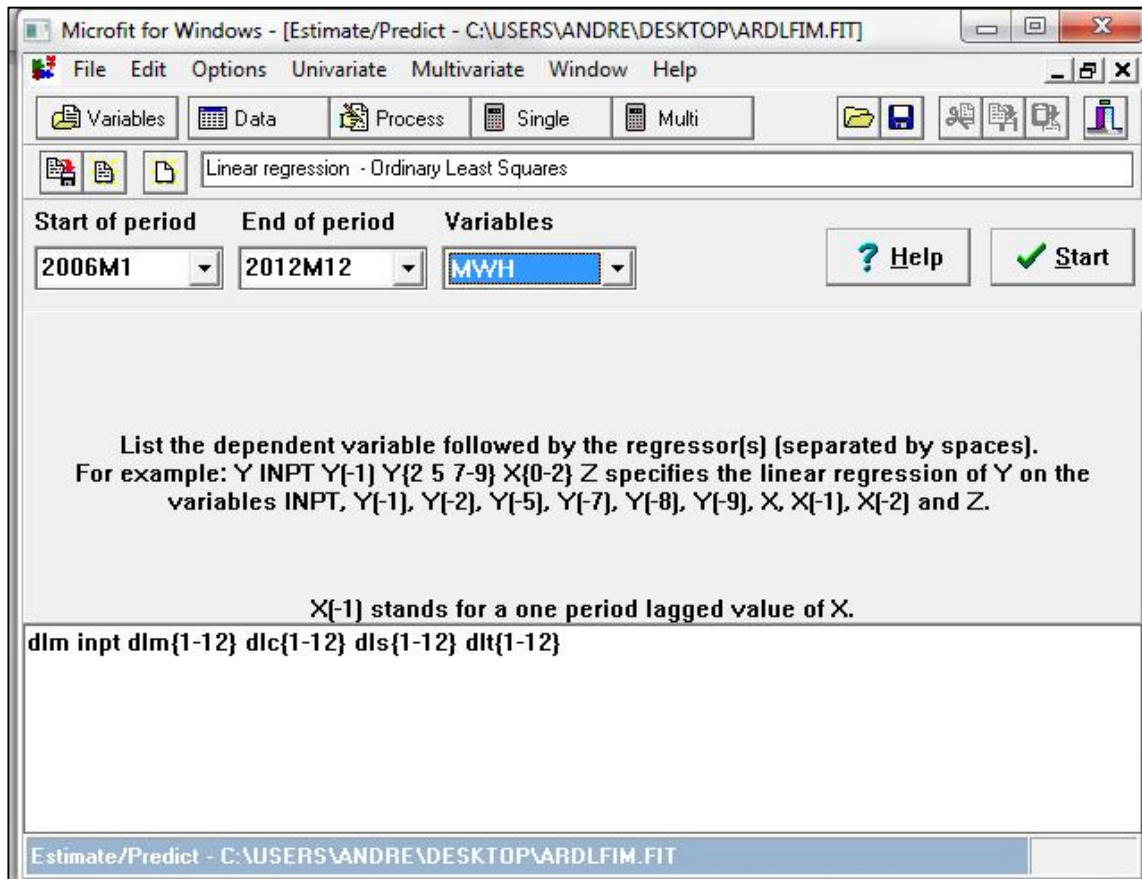 Microfit for Windows - [Estimate/Predict - C:\USERS\ANDRE\DESKTOP\ARDLFIM.FIT]
File Edit Options Univariate Multivariate Window Help
Variables Data Process Single Multi
Linear regression - Ordinary Least Squares
Start of period End of period Variables
2006M1 2012M12 MWH Help Start
List the dependent variable followed by the regressor(s) (separated by spaces).
For example: Y INPT Y(-1) Y{2 5 7-9} X{0-2} Z specifies the linear regression of Y on the
variables INPT, Y(-1), Y(-2), Y(-5), Y(-7), Y(-8), Y(-9), X, X(-1), X(-2) and Z.
X(-1) stands for a one period lagged value of X.
dlm inpt dlm{1-12} dlc{1-12} dls{1-12} dlt{1-12}
Estimate/Predict - C:\USERS\ANDRE\DESKTOP\ARDLFIM.FIT